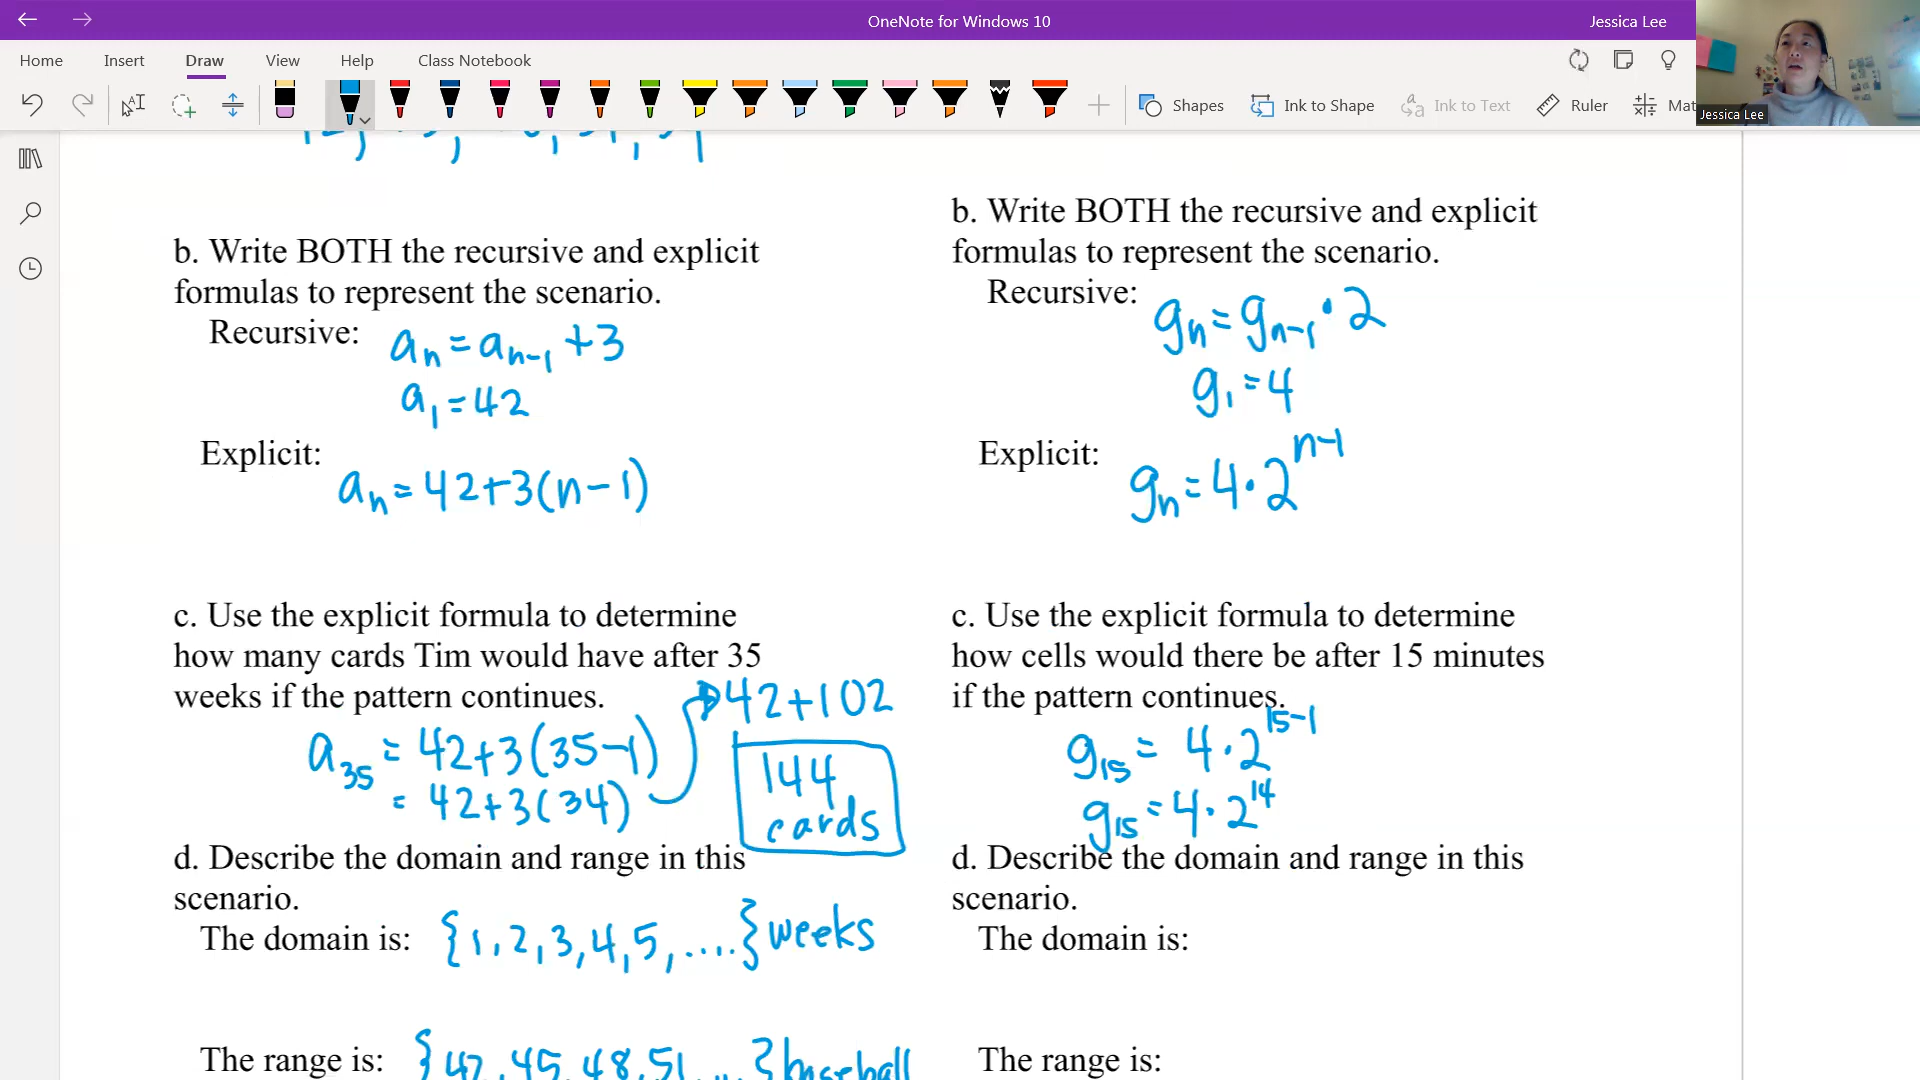 OneNote for Windows 10
Jessica Lee
Home Insert Draw View Help Class Notebook
Shapes Ink to Shape Ink to Text Ruler Mat
Jessica Lee
b. Write BOTH the recursive and explicit
formulas to represent the scenario.
Recursive: aₙ = aₙ₋₁ + 3
a₁ = 42
Explicit:
aₙ = 42 + 3(n - 1)
c. Use the explicit formula to determine
how many cards Tim would have after 35
weeks if the pattern continues.
a₃₅ = 42 + 3(35 - 1)
= 42 + 3(34)
42 + 102
144
cards
d. Describe the domain and range in this
scenario.
The domain is: {1, 2, 3, 4, 5, ....} weeks
The range is: {42, 45, 48, 51, ...} baseball
b. Write BOTH the recursive and explicit
formulas to represent the scenario.
Recursive: gₙ = gₙ₋₁ · 2
g₁ = 4
Explicit: gₙ = 4 · 2ⁿ⁻¹
c. Use the explicit formula to determine
how cells would there be after 15 minutes
if the pattern continues.
g₁₅ = 4 · 2¹⁵⁻¹
g₁₅ = 4 · 2¹⁴
d. Describe the domain and range in this
scenario.
The domain is:
The range is: